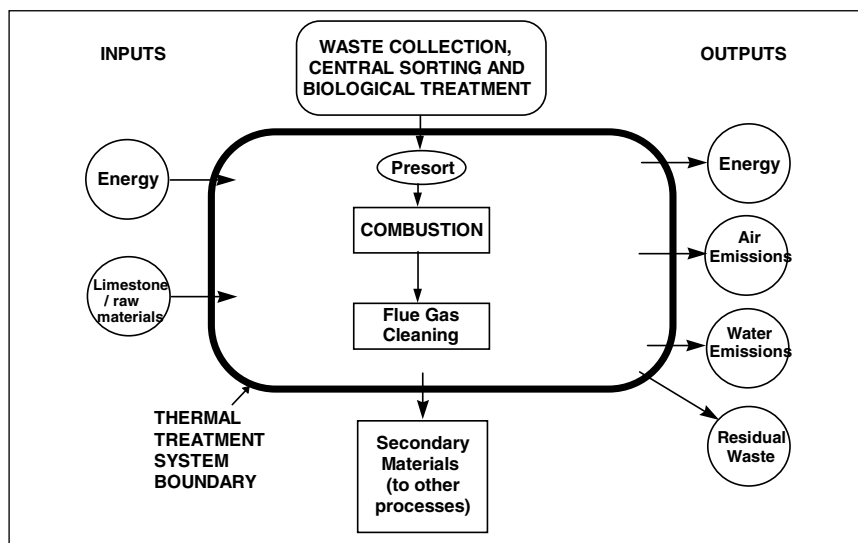 INPUTS
WASTE COLLECTION,
CENTRAL SORTING AND
BIOLOGICAL TREATMENT
OUTPUTS
Energy
Limestone
/ raw
materials
Presort
COMBUSTION
Flue Gas
Cleaning
Energy
Air
Emissions
Water
Emissions
Residual
Waste
THERMAL
TREATMENT
SYSTEM
BOUNDARY
Secondary
Materials
(to other
processes)